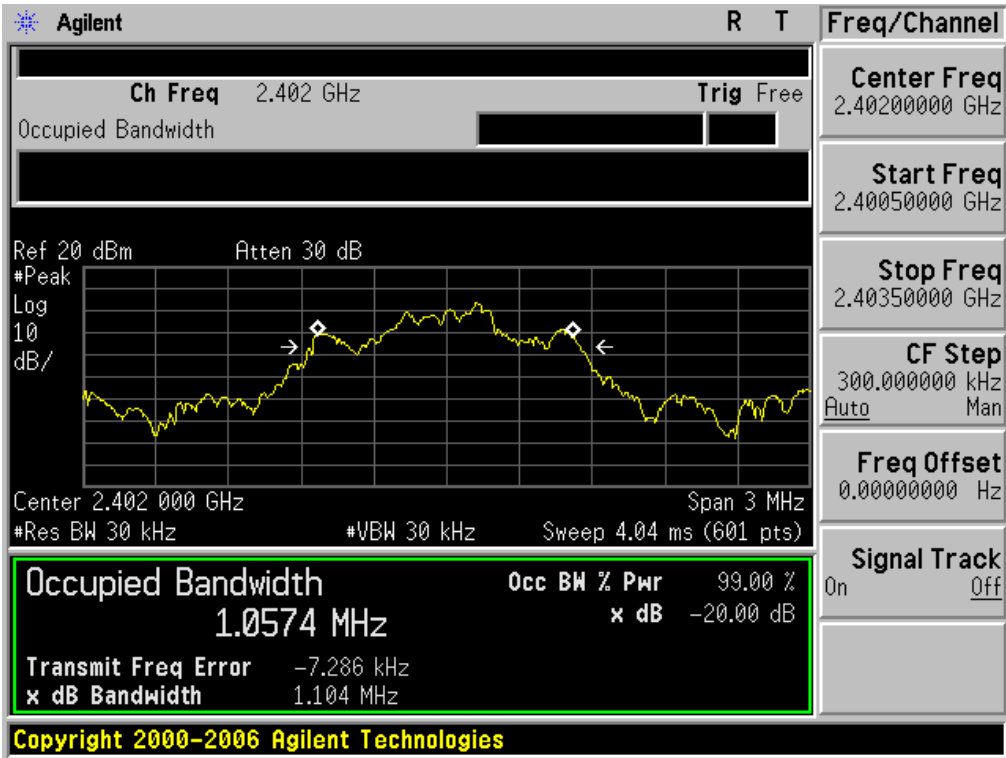 Agilent R T
Freq/Channel
Ch Freq 2.402 GHz Trig Free
Occupied Bandwidth
Ref 20 dBm Atten 30 dB
#Peak
Log
10
dB/
Center 2.402 000 GHz Span 3 MHz
#Res BW 30 kHz #VBW 30 kHz Sweep 4.04 ms (601 pts)
Occupied Bandwidth
1.0574 MHz
Occ BW % Pwr 99.00 %
x dB -20.00 dB
Transmit Freq Error -7.286 kHz
x dB Bandwidth 1.104 MHz
Copyright 2000-2006 Agilent Technologies
Center Freq
2.40200000 GHz
Start Freq
2.40050000 GHz
Stop Freq
2.40350000 GHz
CF Step
300.000000 kHz
Auto Man
Freq Offset
0.00000000 Hz
Signal Track
On Off